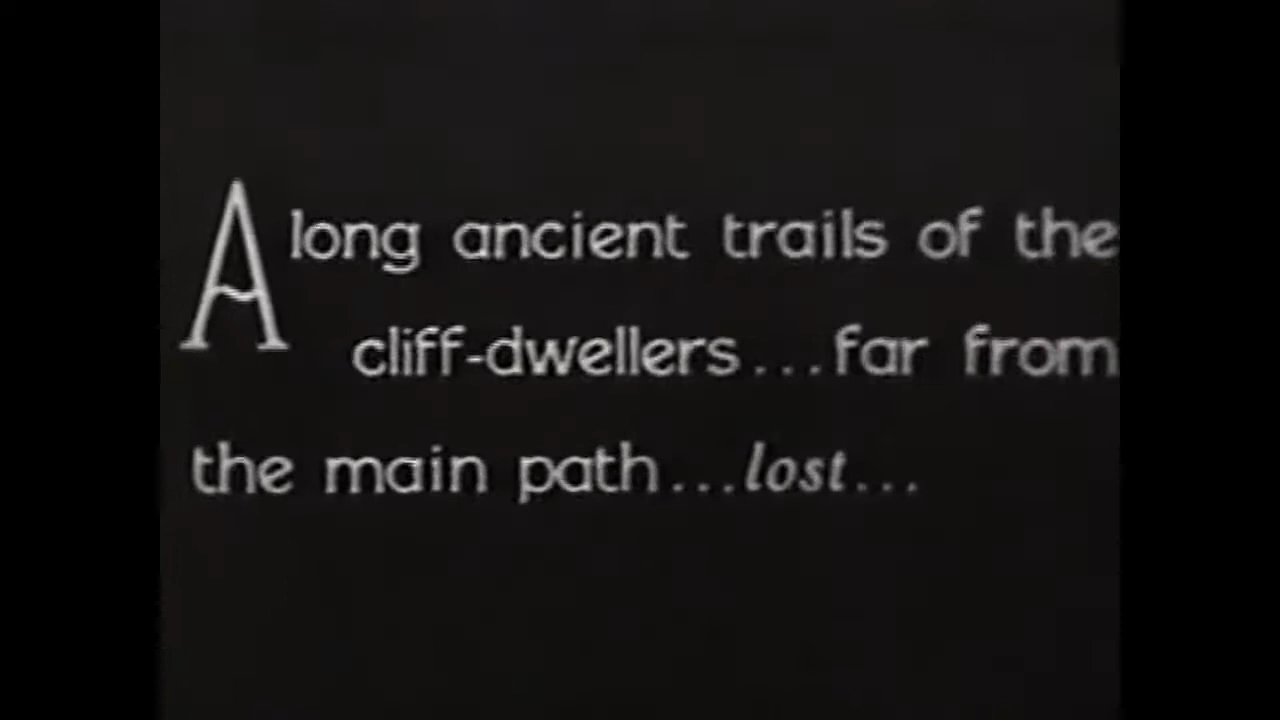 Along ancient trails of the
cliff-dwellers...far from
the main path...lost...